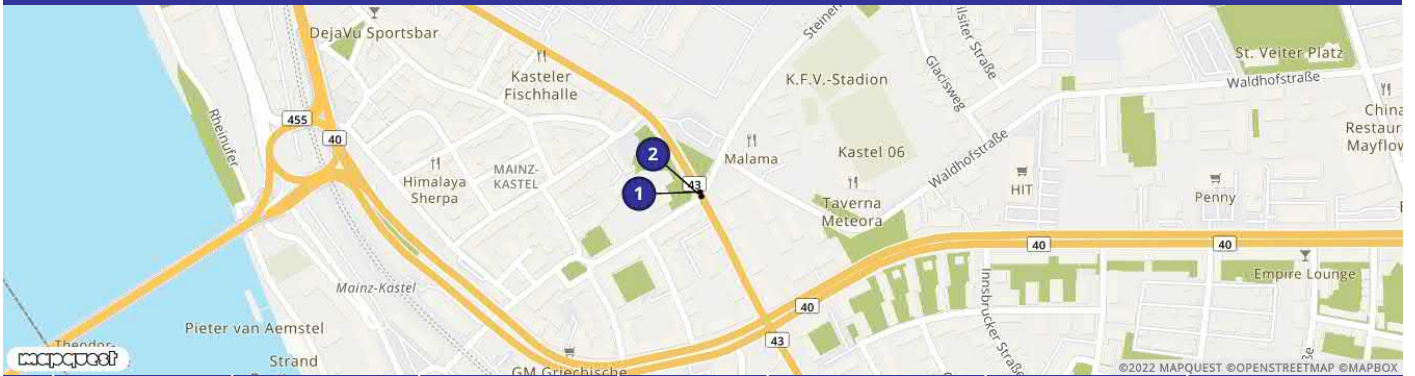 DejaVu Sportsbar
Rheinufer
455
40
Kasteler
Fischhalle
Himalaya
Sherpa
MAINZ-
KASTEL
Mainz-Kastel
Pieter van Aemstel
Strand
Theodor-
mapquest
2
1
43
Malama
K.F.V.-Stadion
Kastel 06
Taverna
Meteora
Glacisweg
Waldhofstraße
Waldhofstraße
St. Veiter Platz
HIT
Penny
40
40
40
43
Innsbrucker Straße
Empire Lounge
GM Griechische
©2022 MAPQUEST ©OPENSTREETMAP ©MAPBOX